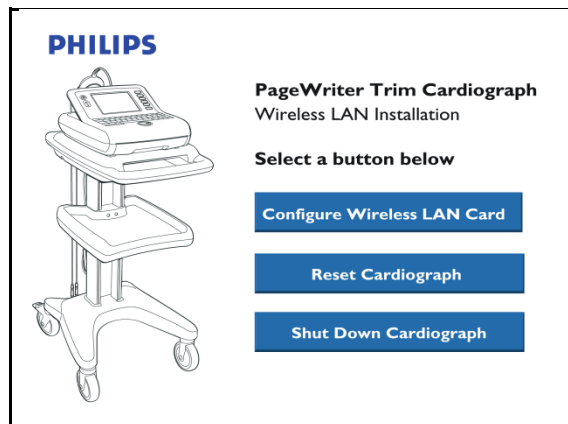 PHILIPS
PageWriter Trim Cardiograph
Wireless LAN Installation
Select a button below
Configure Wireless LAN Card
Reset Cardiograph
Shut Down Cardiograph